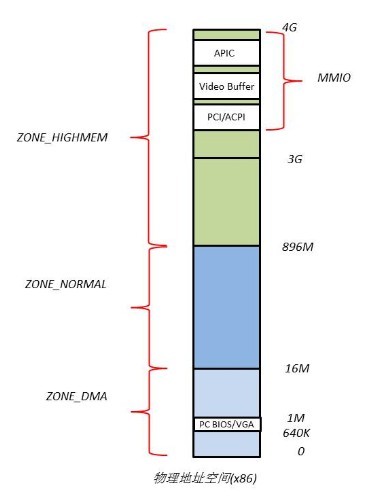 4G
APIC
Video Buffer
MMIO
PCI/ACPI
ZONE_HIGHMEM
3G
896M
ZONE_NORMAL
16M
ZONE_DMA
1M
PC BIOS/VGA
640K
0
物理地址空间(x86)